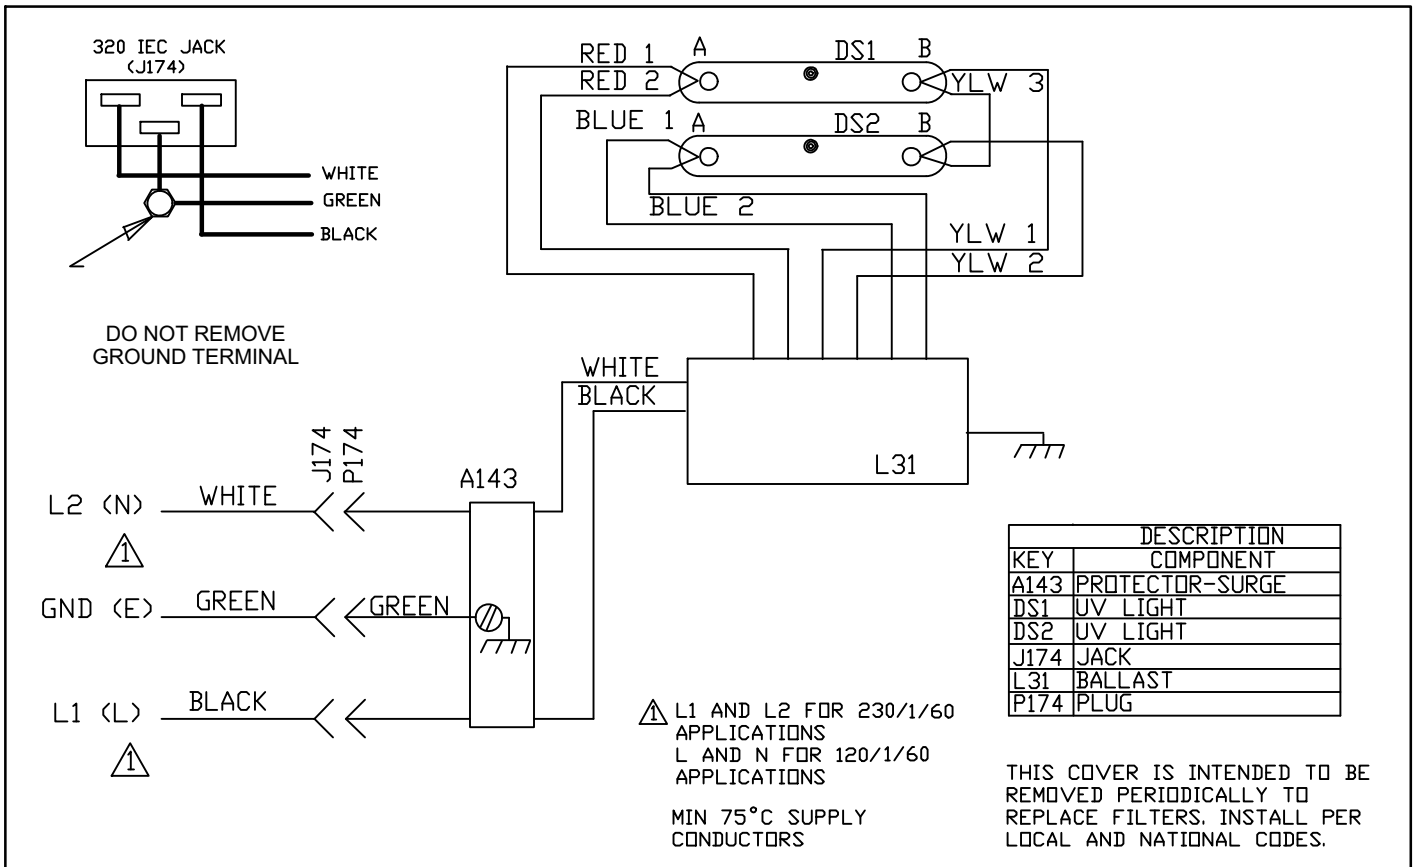 320 IEC JACK
(J174)
WHITE
GREEN
BLACK
DO NOT REMOVE
GROUND TERMINAL
RED 1
A
DS1
B
RED 2
YLW 3
BLUE 1
A
DS2
B
BLUE 2
YLW 1
YLW 2
WHITE
BLACK
L31
J174
P174
A143
L2 (N)
WHITE
1
GND (E)
GREEN
GREEN
L1 (L)
BLACK
1
1 L1 AND L2 FOR 230/1/60
APPLICATIONS
L AND N FOR 120/1/60
APPLICATIONS
MIN 75°C SUPPLY
CONDUCTORS
DESCRIPTION
KEY COMPONENT
A143 PROTECTOR-SURGE
DS1 UV LIGHT
DS2 UV LIGHT
J174 JACK
L31 BALLAST
P174 PLUG
THIS COVER IS INTENDED TO BE
REMOVED PERIODICALLY TO
REPLACE FILTERS. INSTALL PER
LOCAL AND NATIONAL CODES.